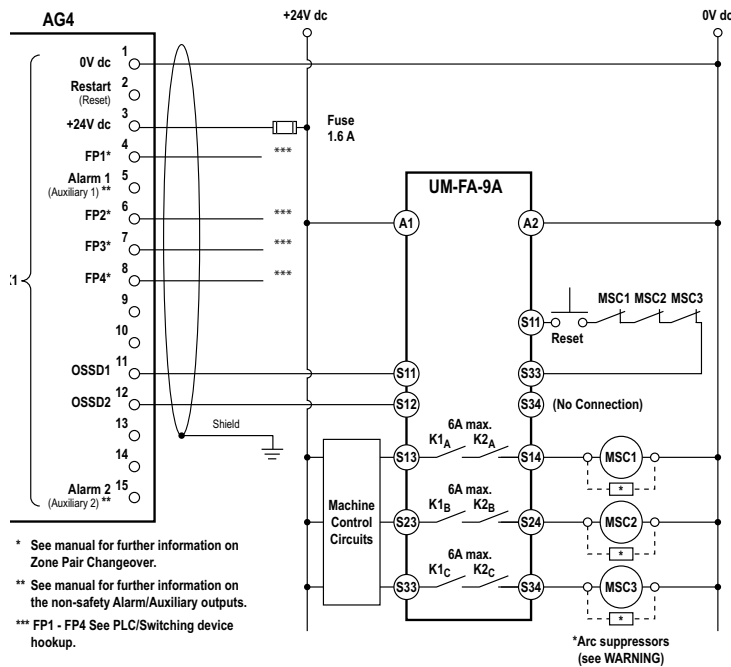 AG4
+24V dc
0V dc
0V dc 1
Restart 2
(Reset)
+24V dc 3
Fuse
1.6 A
FP1* 4
***
Alarm 1 5
(Auxiliary 1) **
FP2* 6
***
FP3* 7
***
FP4* 8
***
9
10
OSSD1 11
OSSD2 12
13
14
Alarm 2 15
(Auxiliary 2) **
Shield
UM-FA-9A
A1
A2
S11
Reset
MSC1 MSC2 MSC3
S11
S33
S12
S34 (No Connection)
Machine
Control
Circuits
6A max.
S13 K1A K2A S14 MSC1
*
6A max.
S23 K1B K2B S24 MSC2
*
6A max.
S33 K1C K2C S34 MSC3
*
*Arc suppressors
(see WARNING)
* See manual for further information on
Zone Pair Changeover.
** See manual for further information on
the non-safety Alarm/Auxiliary outputs.
*** FP1 - FP4 See PLC/Switching device
hookup.